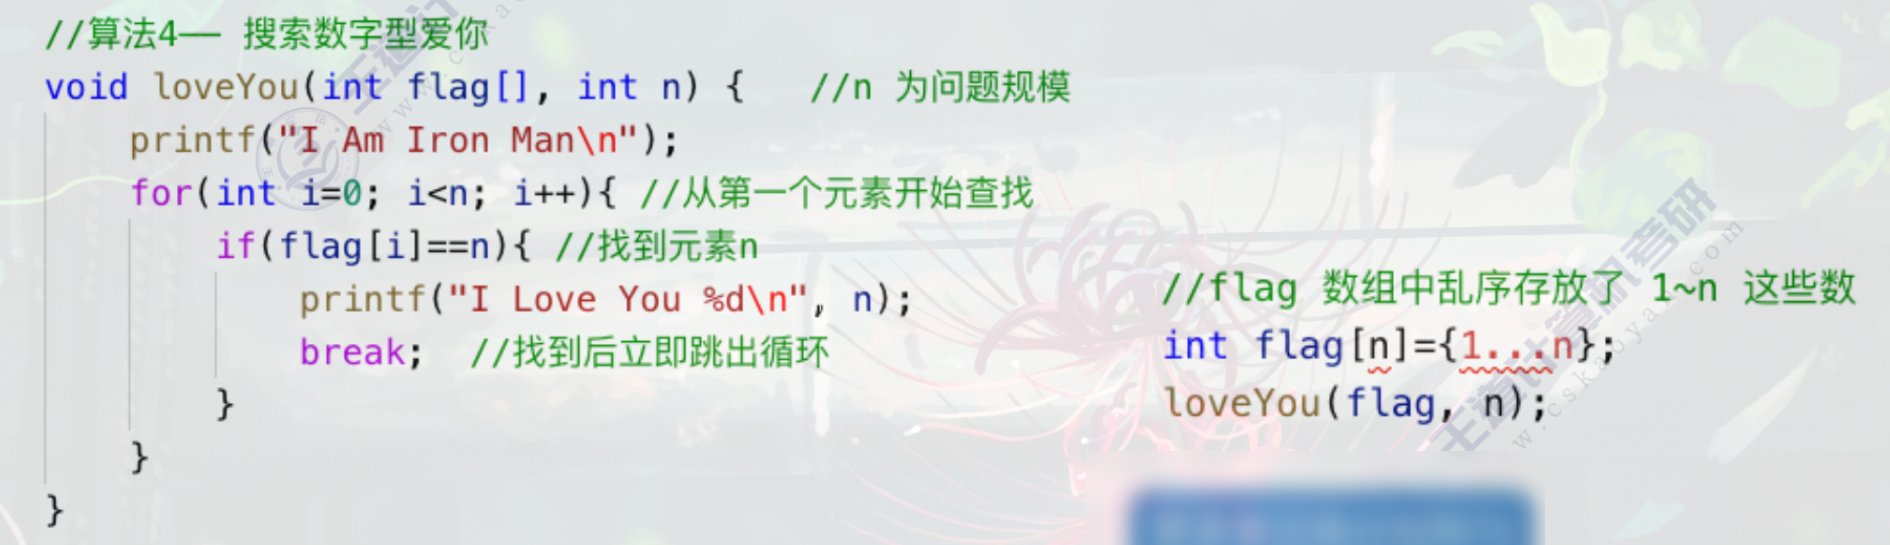 //算法4—— 搜索数字型爱你
void loveYou(int flag[], int n) {   //n 为问题规模
printf("I Am Iron Man\n");
for(int i=0; i<n; i++){ //从第一个元素开始查找
if(flag[i]==n){ //找到元素n
printf("I Love You %d\n", n);
break;  //找到后立即跳出循环
}
}
}
//flag 数组中乱序存放了 1~n 这些数
int flag[n]={1...n};
loveYou(flag, n);
王道计算机考研
www.cskaoya.com